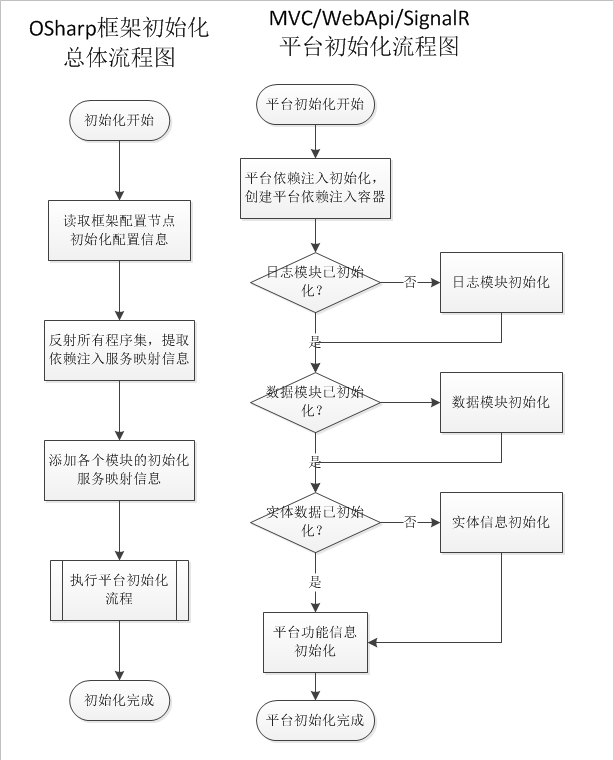 OSharp框架初始化
总体流程图
初始化开始
读取框架配置节点
初始化配置信息
反射所有程序集，提取
依赖注入服务映射信息
添加各个模块的初始化
服务映射信息
执行平台初始化
流程
初始化完成
MVC/WebApi/SignalR
平台初始化流程图
平台初始化开始
平台依赖注入初始化，
创建平台依赖注入容器
日志模块已初始
化？
否
日志模块初始化
是
数据模块已初始
化？
数据模块初始化
是
实体数据已初始
化？
否
实体信息初始化
是
平台功能信息
初始化
平台初始化完成